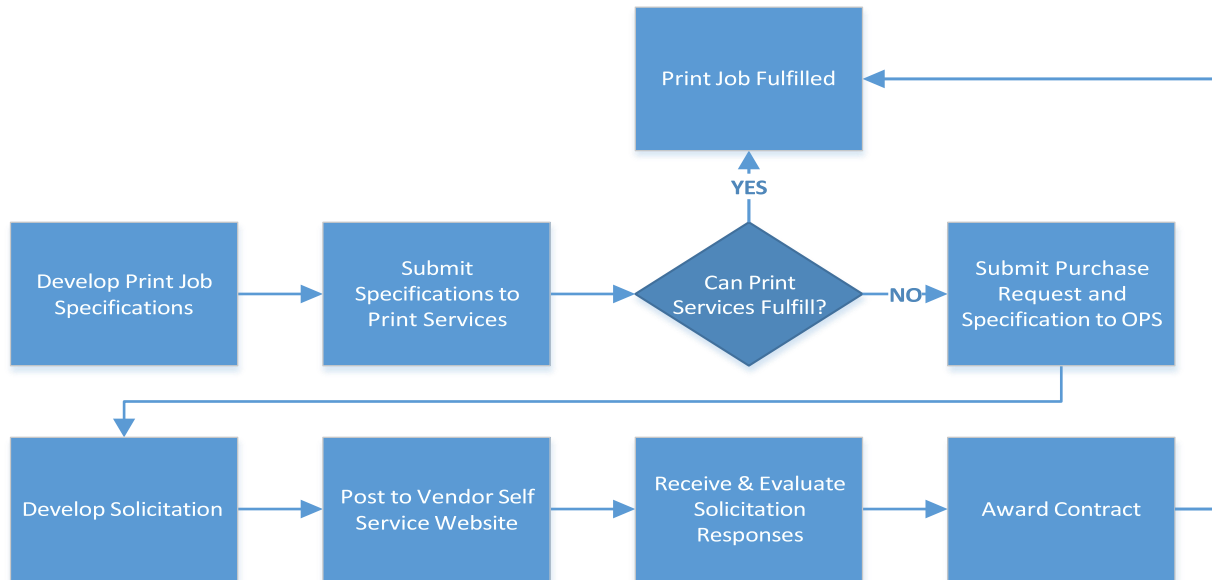 Print Job Fulfilled
YES
Develop Print Job
Specifications
Submit
Specifications to
Print Services
Can Print
Services Fulfill?
NO
Submit Purchase
Request and
Specification to OPS
Develop Solicitation
Post to Vendor Self
Service Website
Receive & Evaluate
Solicitation
Responses
Award Contract